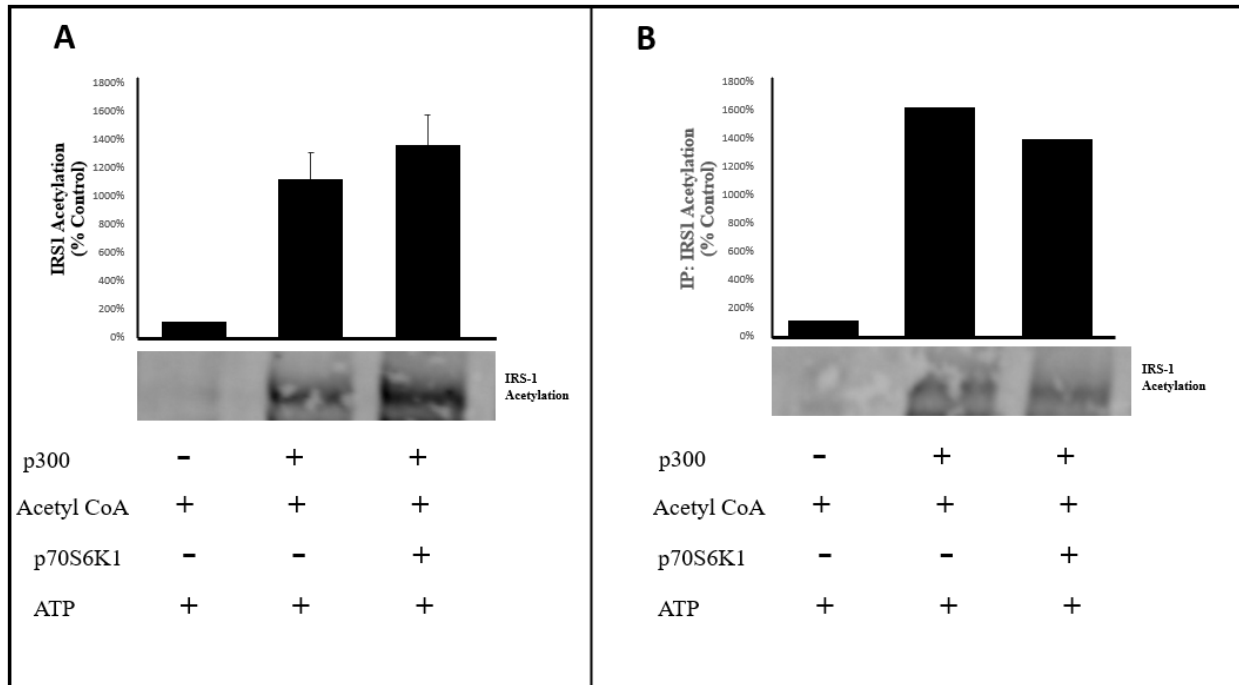 A
1800%
1600%
1400%
1200%
1000%
800%
600%
400%
200%
0%
IRS1 Acetylation
(% Control)
IRS-1
Acetylation
p300 - + +
Acetyl CoA + + +
p70S6K1 - - +
ATP + + +
B
1800%
1600%
1400%
1200%
1000%
800%
600%
400%
200%
0%
IP: IRS1 Acetylation
(% Control)
IRS-1
Acetylation
p300 - + +
Acetyl CoA + + +
p70S6K1 - - +
ATP + + +